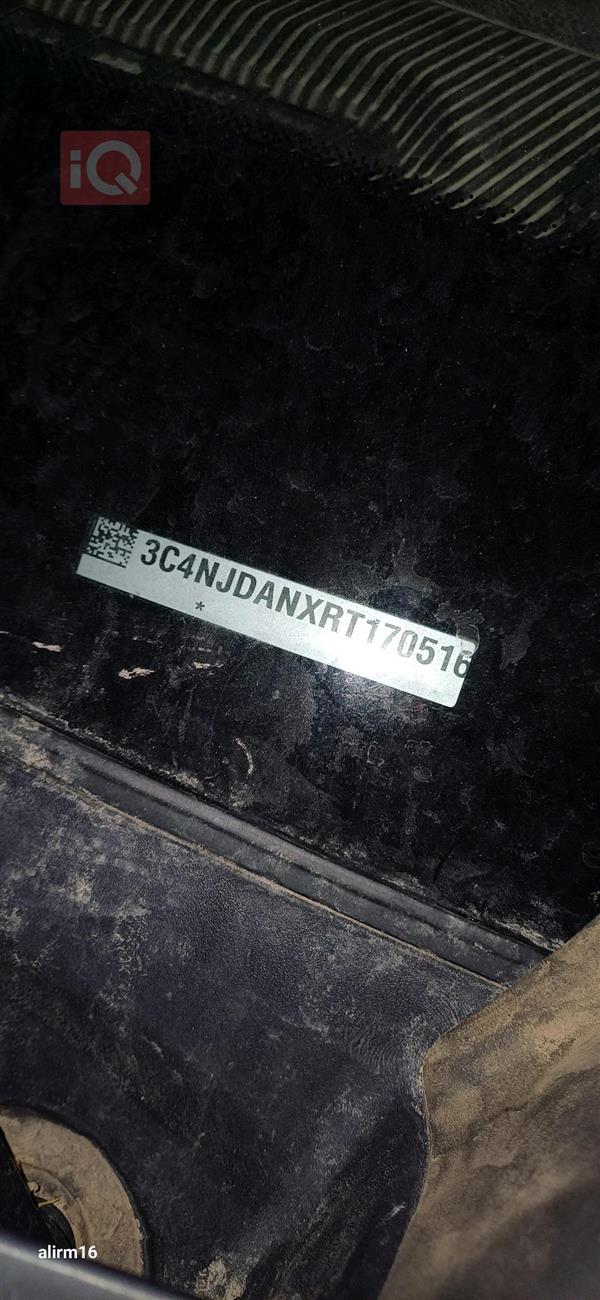 iQ
3C4NJDANXRT170516
*
alirm16